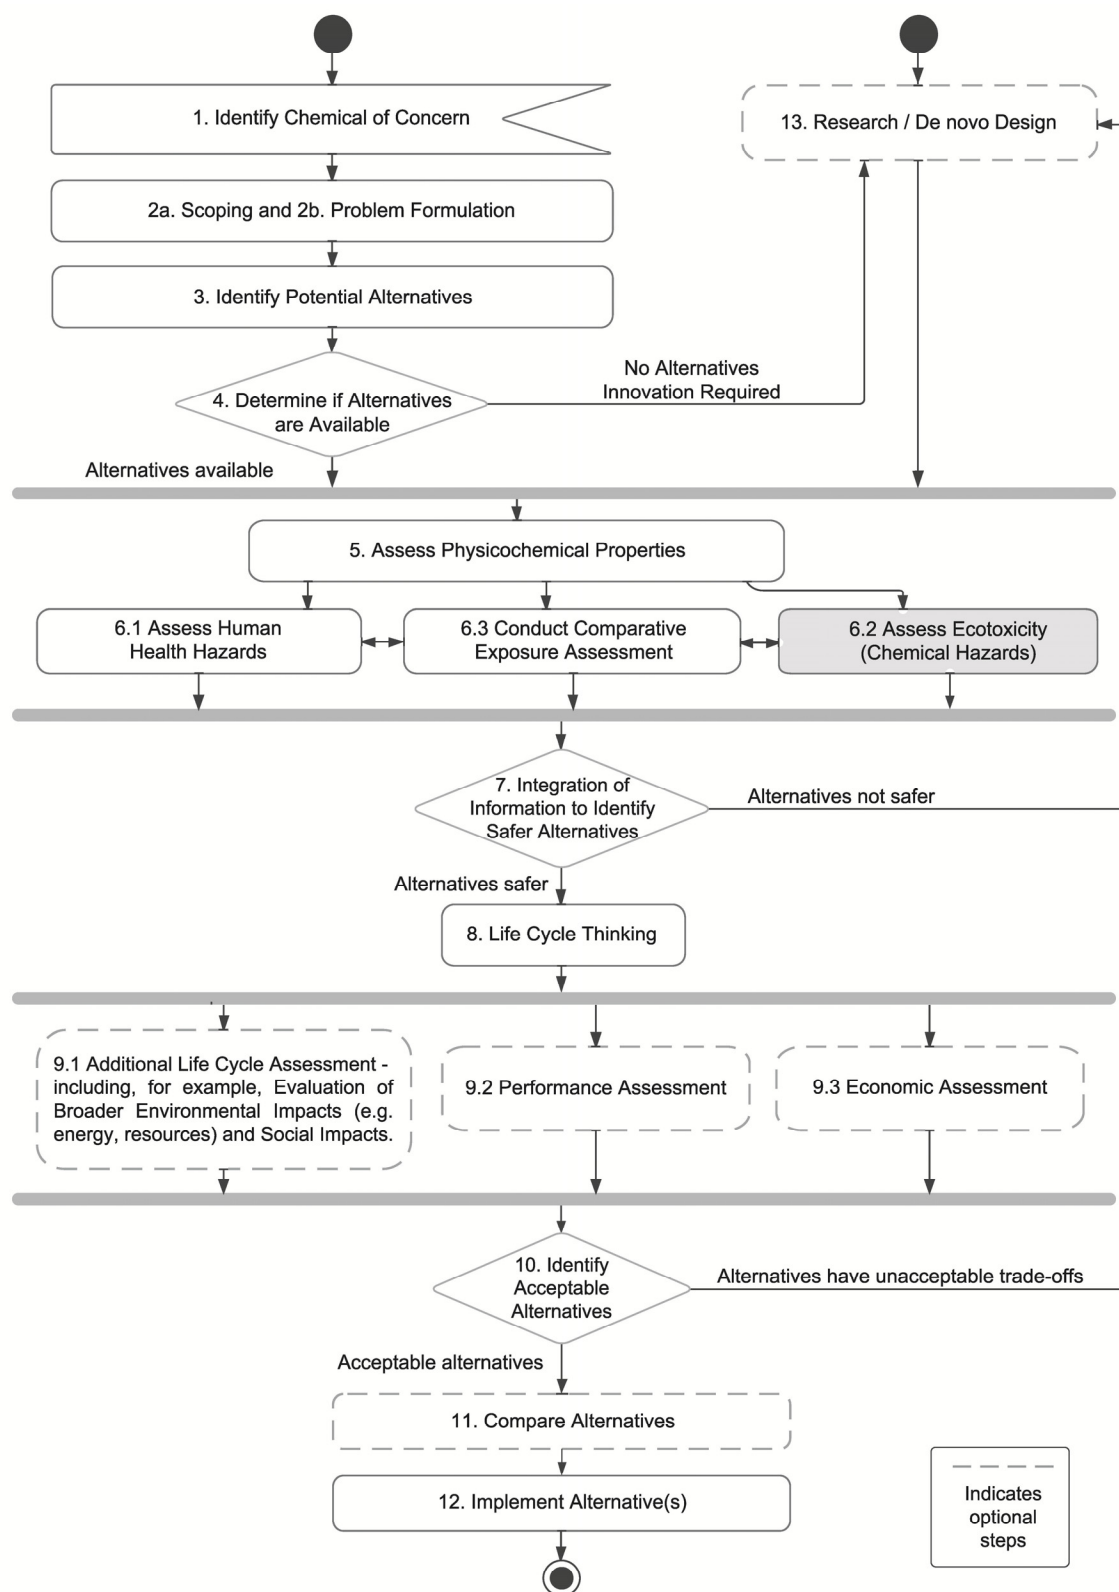 1. Identify Chemical of Concern
13. Research / De novo Design
2a. Scoping and 2b. Problem Formulation
3. Identify Potential Alternatives
No Alternatives
Innovation Required
4. Determine if Alternatives
are Available
Alternatives available
5. Assess Physicochemical Properties
6.1 Assess Human
Health Hazards
6.3 Conduct Comparative
Exposure Assessment
6.2 Assess Ecotoxicity
(Chemical Hazards)
7. Integration of
Information to Identify
Safer Alternatives
Alternatives not safer
Alternatives safer
8. Life Cycle Thinking
9.1 Additional Life Cycle Assessment -
including, for example, Evaluation of
Broader Environmental Impacts (e.g.
energy, resources) and Social Impacts.
9.2 Performance Assessment
9.3 Economic Assessment
10. Identify
Acceptable
Alternatives
Alternatives have unacceptable trade-offs
Acceptable alternatives
11. Compare Alternatives
12. Implement Alternative(s)
Indicates
optional
steps